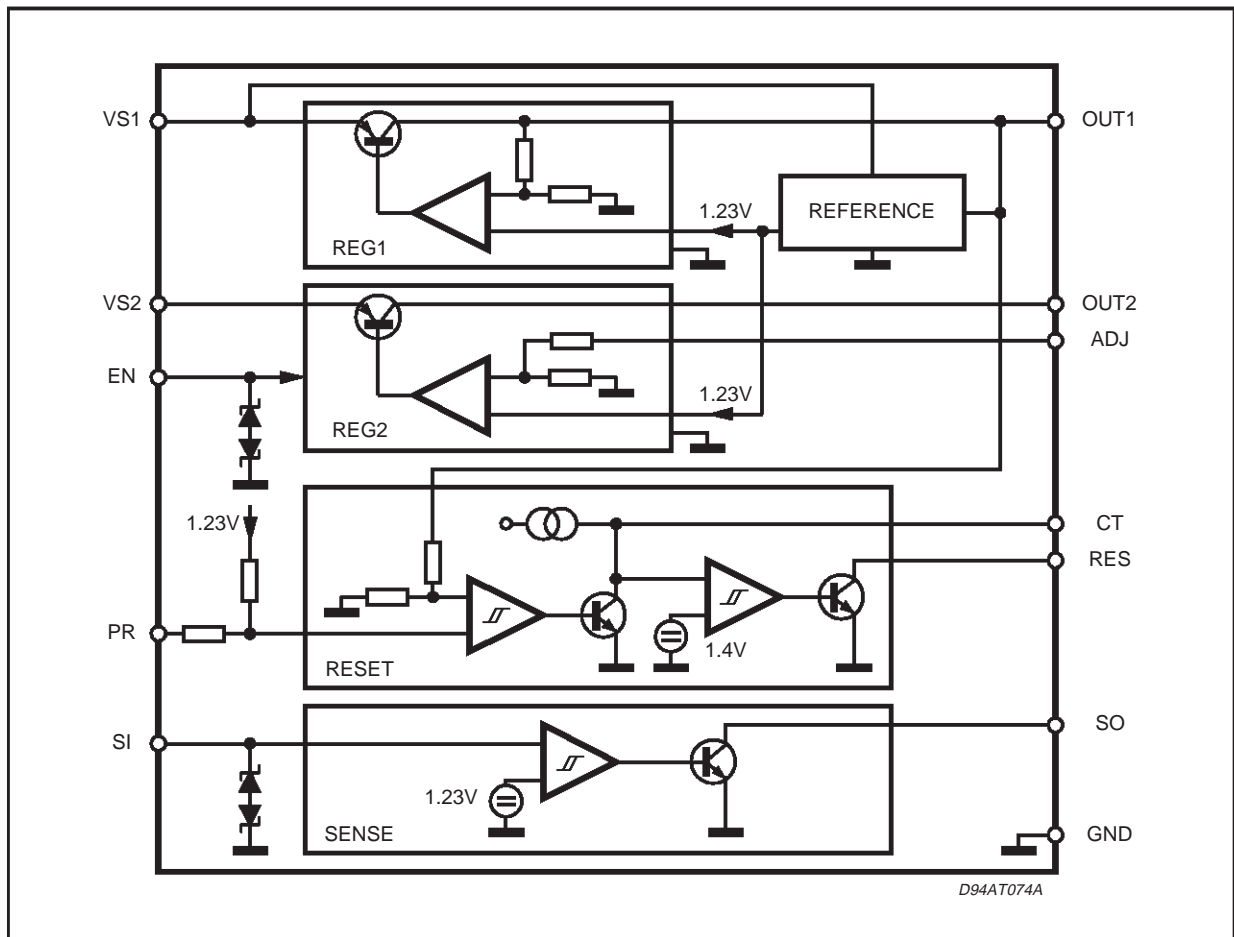 VS1
OUT1
REFERENCE
1.23V
REG1
VS2
OUT2
ADJ
EN
1.23V
REG2
1.23V
CT
RES
PR
1.4V
RESET
SI
SO
1.23V
SENSE
GND
D94AT074A